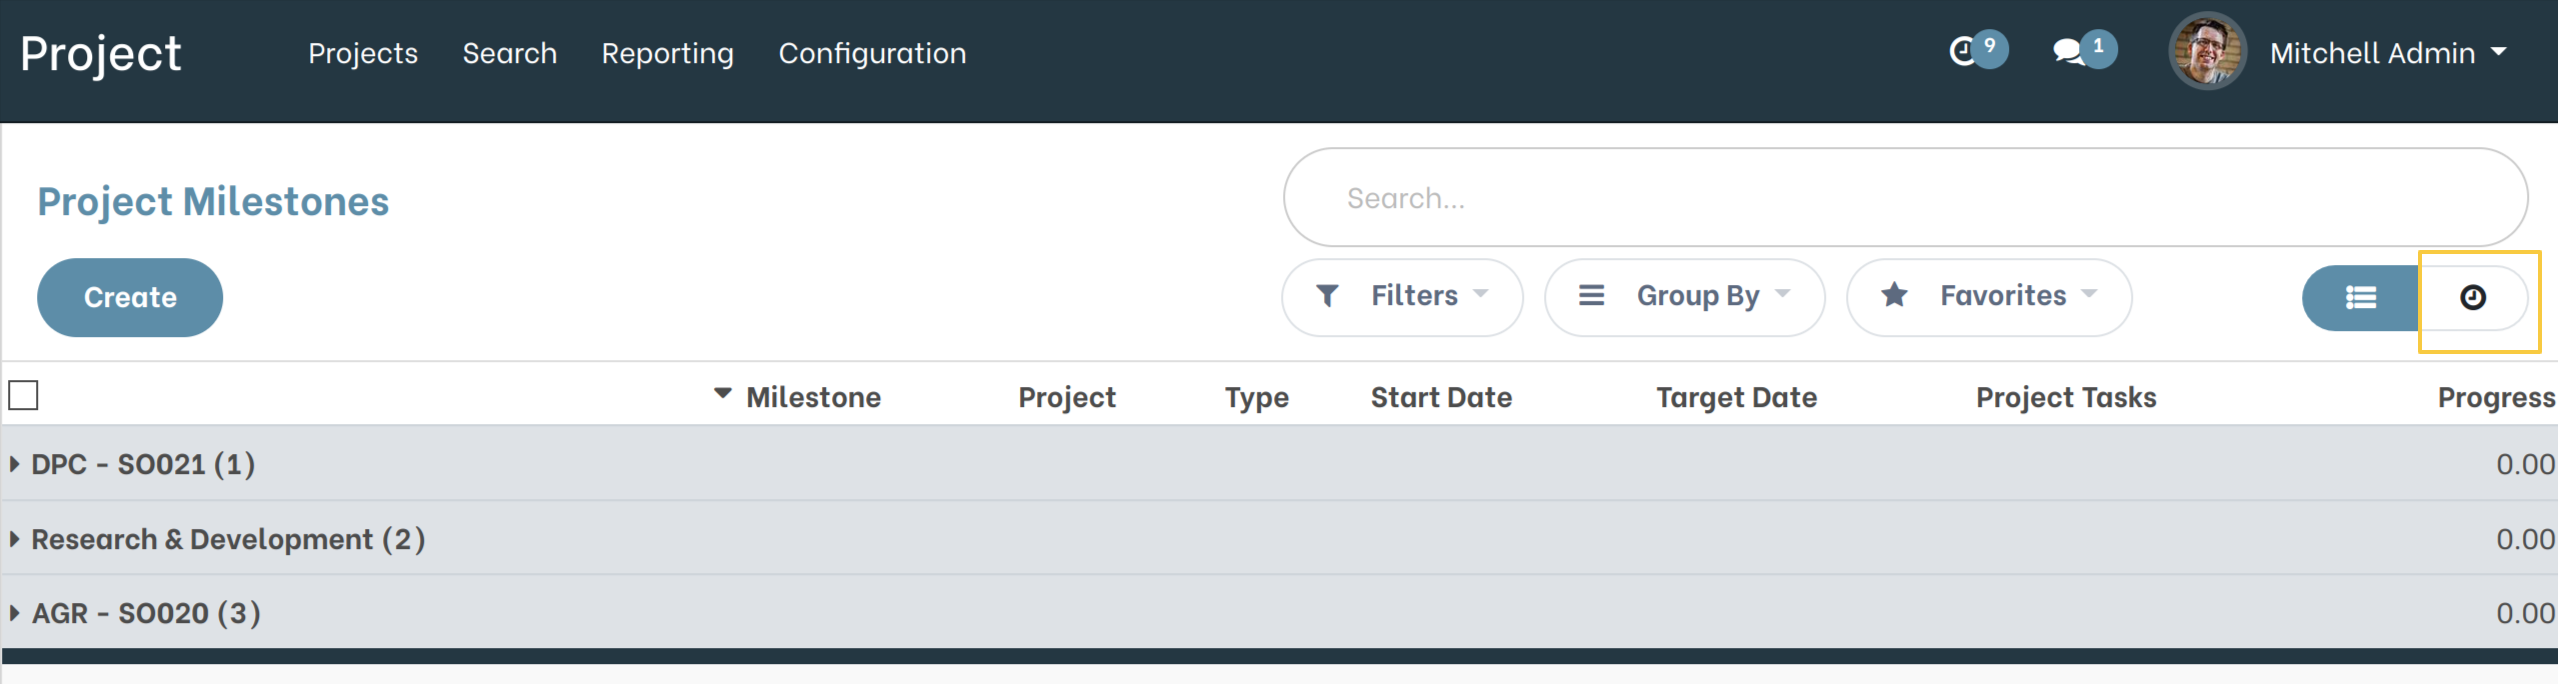 Project Projects Search Reporting Configuration 9 1 Mitchell Admin
Project Milestones Search...
Create Filters Group By Favorites
Milestone Project Type Start Date Target Date Project Tasks Progress
DPC - SO021 (1) 0.00
Research & Development (2) 0.00
AGR - SO020 (3) 0.00